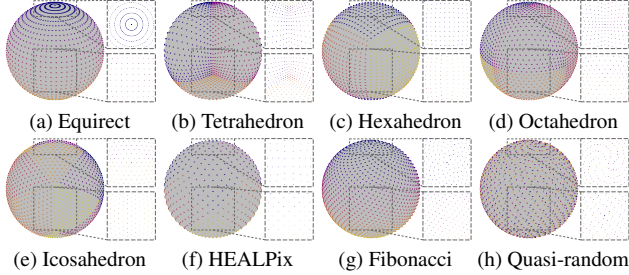 (a) Equirect (b) Tetrahedron (c) Hexahedron (d) Octahedron
(e) Icosahedron (f) HEALPix (g) Fibonacci (h) Quasi-random